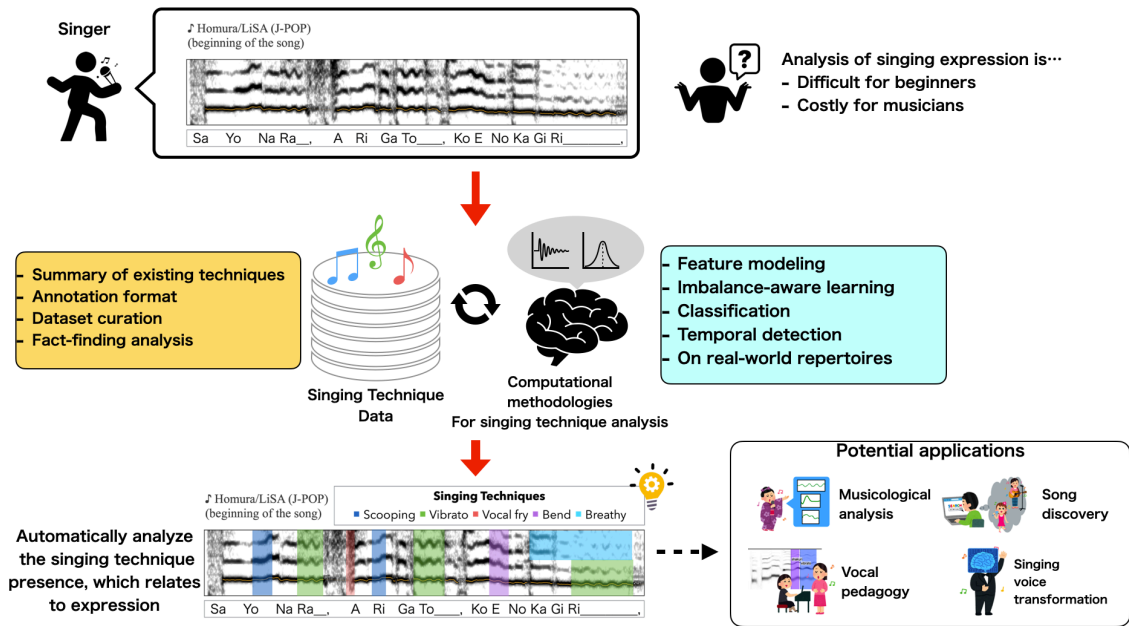 Singer
♪ Homura/LiSA (J-POP)
(beginning of the song)
Sa Yo Na Ra__, A Ri Ga To____, Ko E No Ka Gi Ri_________,
?
Analysis of singing expression is…
- Difficult for beginners
- Costly for musicians
- Summary of existing techniques
- Annotation format
- Dataset curation
- Fact-finding analysis
Singing Technique
Data
Computational
methodologies
For singing technique analysis
- Feature modeling
- Imbalance-aware learning
- Classification
- Temporal detection
- On real-world repertoires
Automatically analyze
the singing technique
presence, which relates
to expression
♪ Homura/LiSA (J-POP)
(beginning of the song)
Singing Techniques
Scooping Vibrato Vocal fry Bend Breathy
Sa Yo Na Ra__, A Ri Ga To____, Ko E No Ka Gi Ri_________,
Potential applications
Musicological
analysis
Song
discovery
Vocal
pedagogy
Singing
voice
transformation